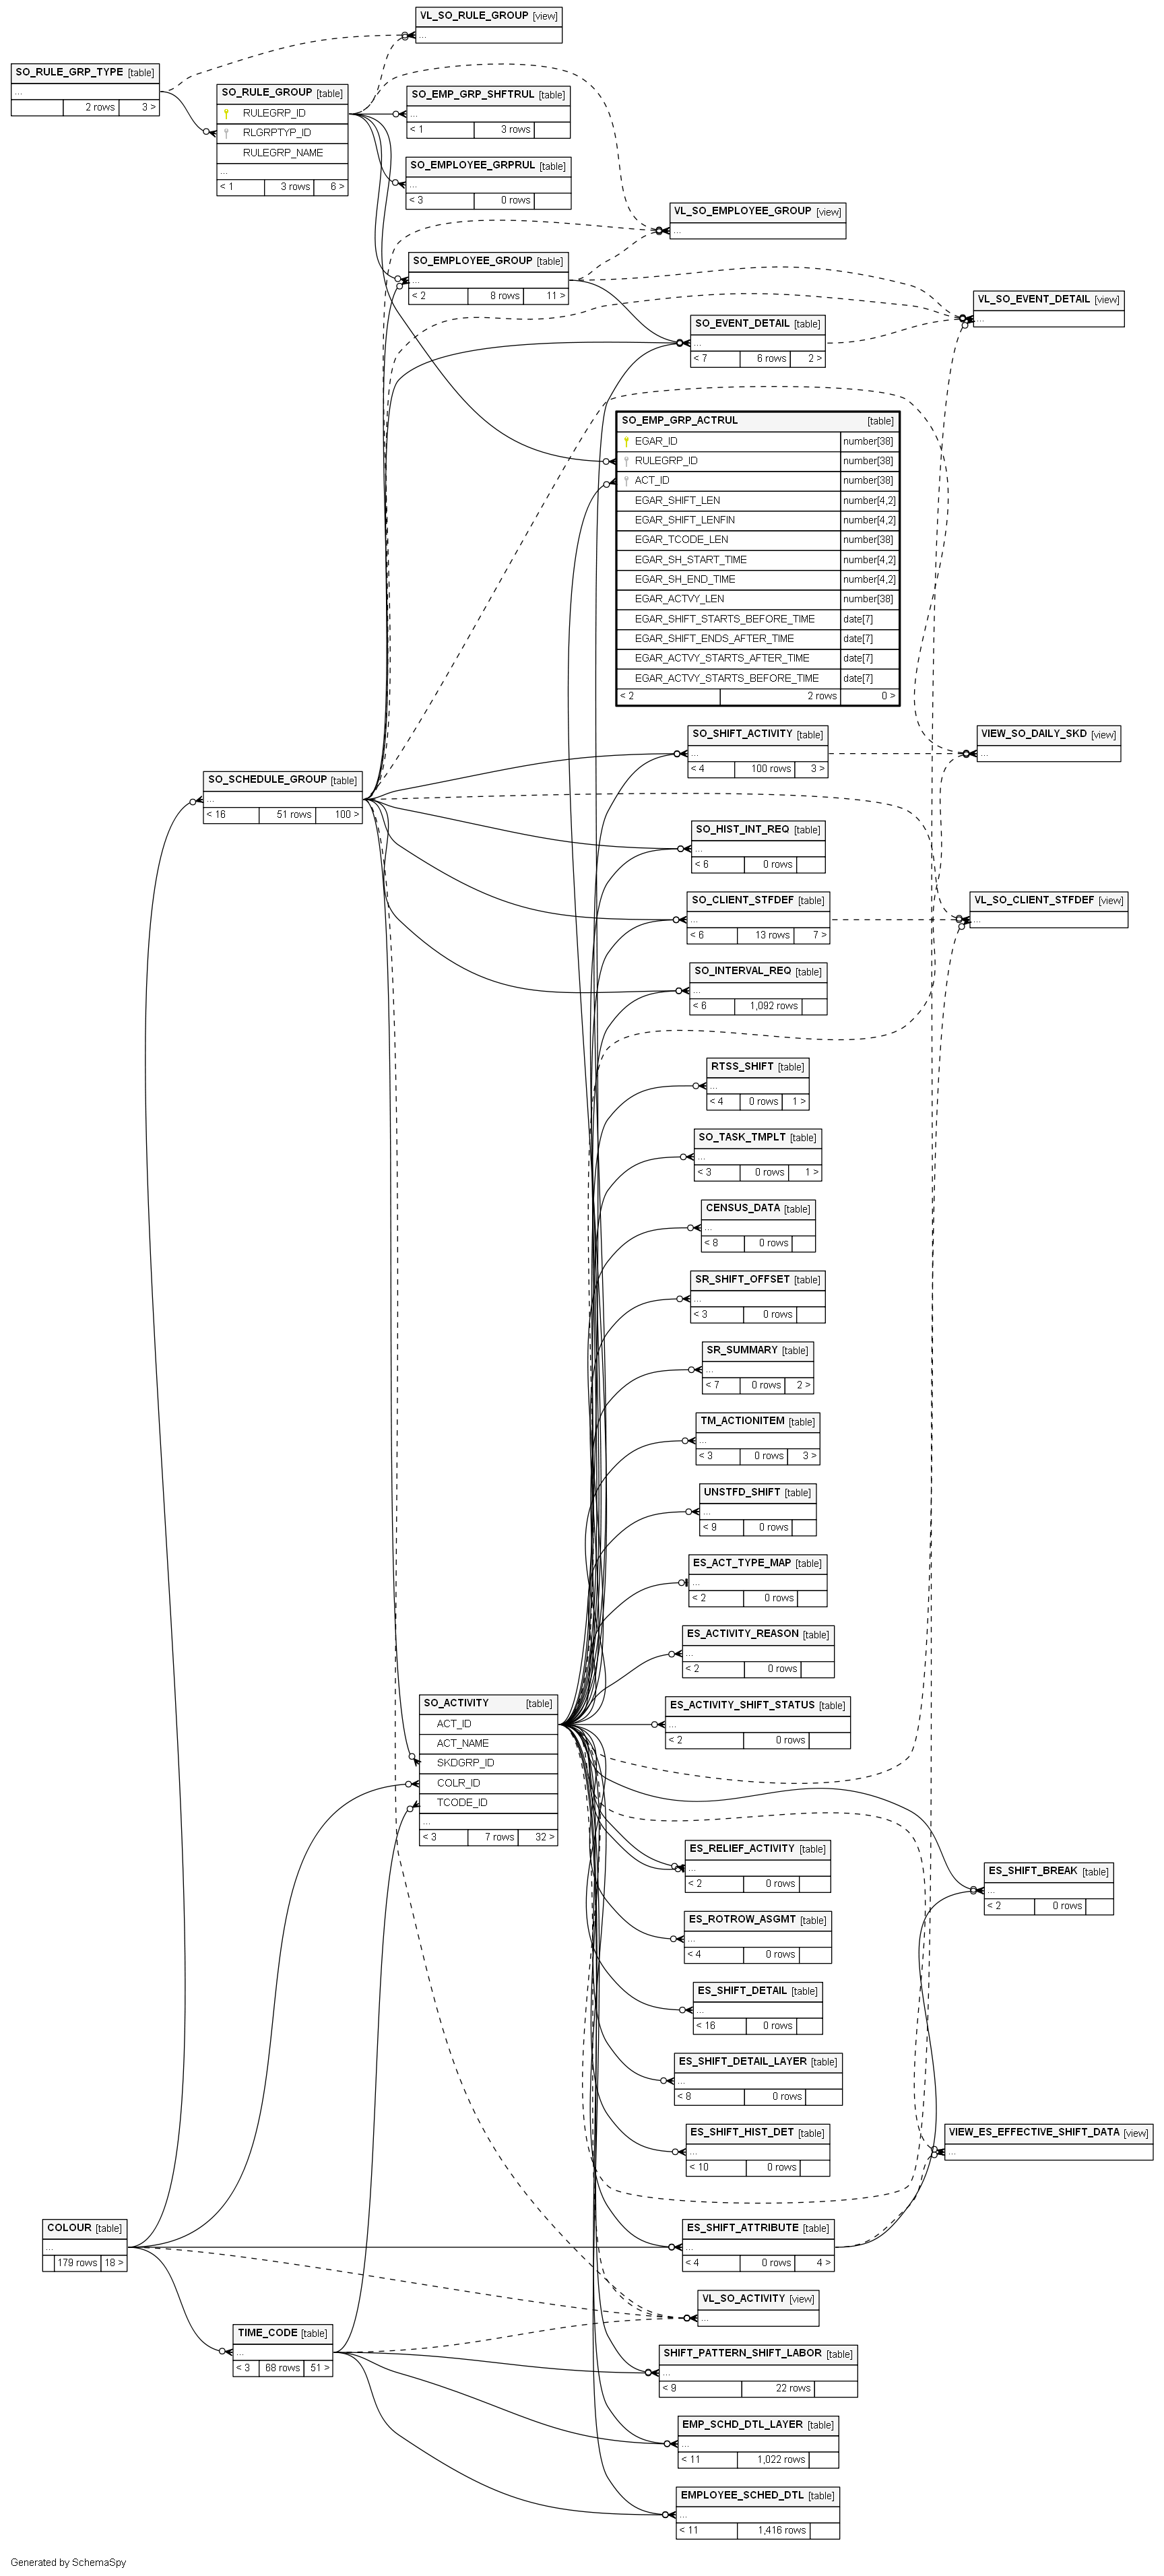 VL_SO_RULE_GROUP [view]
...
SO_RULE_GRP_TYPE [table]
...
2 rows 3 >
SO_RULE_GROUP [table]
RULEGRP_ID
RLGRPTYP_ID
RULEGRP_NAME
...
< 1 3 rows 6 >
SO_EMP_GRP_SHFTRUL [table]
...
< 1 3 rows
SO_EMPLOYEE_GRPRUL [table]
...
< 3 0 rows
VL_SO_EMPLOYEE_GROUP [view]
...
SO_EMPLOYEE_GROUP [table]
...
< 2 8 rows 11 >
VL_SO_EVENT_DETAIL [view]
...
SO_EVENT_DETAIL [table]
...
< 7 6 rows 2 >
SO_EMP_GRP_ACTRUL [table]
EGAR_ID number[38]
RULEGRP_ID number[38]
ACT_ID number[38]
EGAR_SHIFT_LEN number[4,2]
EGAR_SHIFT_LENFIN number[4,2]
EGAR_TCODE_LEN number[38]
EGAR_SH_START_TIME number[4,2]
EGAR_SH_END_TIME number[4,2]
EGAR_ACTVY_LEN number[38]
EGAR_SHIFT_STARTS_BEFORE_TIME date[7]
EGAR_SHIFT_ENDS_AFTER_TIME date[7]
EGAR_ACTVY_STARTS_AFTER_TIME date[7]
EGAR_ACTVY_STARTS_BEFORE_TIME date[7]
< 2 2 rows 0 >
SO_SHIFT_ACTIVITY [table]
...
< 4 100 rows 3 >
VIEW_SO_DAILY_SKD [view]
...
SO_SCHEDULE_GROUP [table]
...
< 16 51 rows 100 >
SO_HIST_INT_REQ [table]
...
< 6 0 rows
SO_CLIENT_STFDEF [table]
...
< 6 13 rows 7 >
VL_SO_CLIENT_STFDEF [view]
...
SO_INTERVAL_REQ [table]
...
< 6 1,092 rows
RTSS_SHIFT [table]
...
< 4 0 rows 1 >
SO_TASK_TMPLT [table]
...
< 3 0 rows 1 >
CENSUS_DATA [table]
...
< 8 0 rows
SR_SHIFT_OFFSET [table]
...
< 3 0 rows
SR_SUMMARY [table]
...
< 7 0 rows 2 >
TM_ACTIONITEM [table]
...
< 3 0 rows 3 >
UNSTFD_SHIFT [table]
...
< 9 0 rows
ES_ACT_TYPE_MAP [table]
...
< 2 0 rows
ES_ACTIVITY_REASON [table]
...
< 2 0 rows
ES_ACTIVITY_SHIFT_STATUS [table]
...
< 2 0 rows
SO_ACTIVITY [table]
ACT_ID
ACT_NAME
SKDGRP_ID
COLR_ID
TCODE_ID
...
< 3 7 rows 32 >
ES_RELIEF_ACTIVITY [table]
...
< 2 0 rows
ES_SHIFT_BREAK [table]
...
< 2 0 rows
ES_ROTROW_ASGMT [table]
...
< 4 0 rows
ES_SHIFT_DETAIL [table]
...
< 16 0 rows
ES_SHIFT_DETAIL_LAYER [table]
...
< 8 0 rows
ES_SHIFT_HIST_DET [table]
...
< 10 0 rows
VIEW_ES_EFFECTIVE_SHIFT_DATA [view]
...
COLOUR [table]
...
179 rows 18 >
ES_SHIFT_ATTRIBUTE [table]
...
< 4 0 rows 4 >
VL_SO_ACTIVITY [view]
...
TIME_CODE [table]
...
< 3 68 rows 51 >
SHIFT_PATTERN_SHIFT_LABOR [table]
...
< 9 22 rows
EMP_SCHD_DTL_LAYER [table]
...
< 11 1,022 rows
EMPLOYEE_SCHED_DTL [table]
...
< 11 1,416 rows
Generated by SchemaSpy